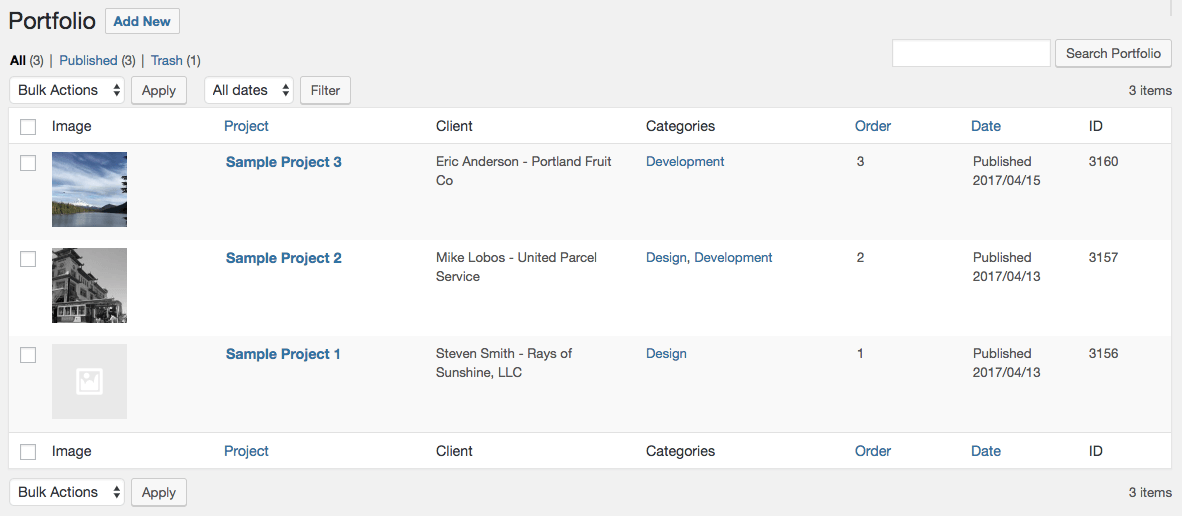 Portfolio Add New
All (3) | Published (3) | Trash (1)
Search Portfolio
Bulk Actions Apply All dates Filter 3 items
Image Project Client Categories Order Date ID
Sample Project 3 Eric Anderson - Portland Fruit Development 3 Published 3160
Co 2017/04/15
Sample Project 2 Mike Lobos - United Parcel Design, Development 2 Published 3157
Service 2017/04/13
Sample Project 1 Steven Smith - Rays of Design 1 Published 3156
Sunshine, LLC 2017/04/13
Image Project Client Categories Order Date ID
Bulk Actions Apply 3 items